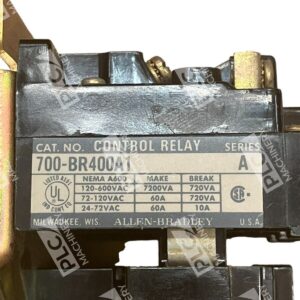 CAT. NO. CONTROL RELAY SERIES
700-BR400A1 A
NEMA A600 MAKE BREAK
120-600VAC 7200VA 720VA
72-120VAC 60A 720VA
24-72VAC 60A 10A
MILWAUKEE, WIS. ALLEN-BRADLEY U.S.A.
UL
PLC MACHINERY